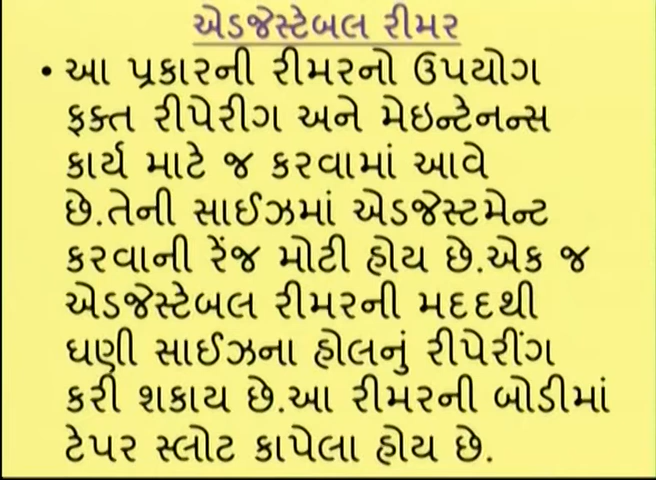 એડજેસ્ટેબલ રીમર
• આ પ્રકારની રીમરનો ઉપયોગ
ફક્ત રીપેરીગ અને મેઇન્ટેનન્સ
કાર્ય માટે જ કરવામાં આવે
છે.તેની સાઈઝમાં એડજેસ્ટમેન્ટ
કરવાની રેંજ મોટી હોય છે.એક જ
એડજેસ્ટેબલ રીમરની મદદથી
ઘણી સાઈઝના હોલનું રીપેરીંગ
કરી શકાય છે.આ રીમરની બોડીમાં
ટેપર સ્લોટ કાપેલા હોય છે.